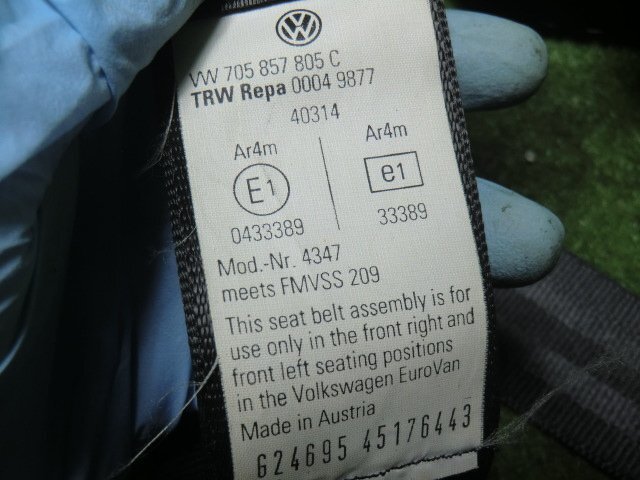 VW 705 857 805 C
TRW Repa 0004 9877
40314
Ar4m Ar4m
E1 e1
0433389 33389
Mod.-Nr. 4347
meets FMVSS 209
This seat belt assembly is for
use only in the front right and
front left seating positions
in the Volkswagen EuroVan
Made in Austria
624695 45176443